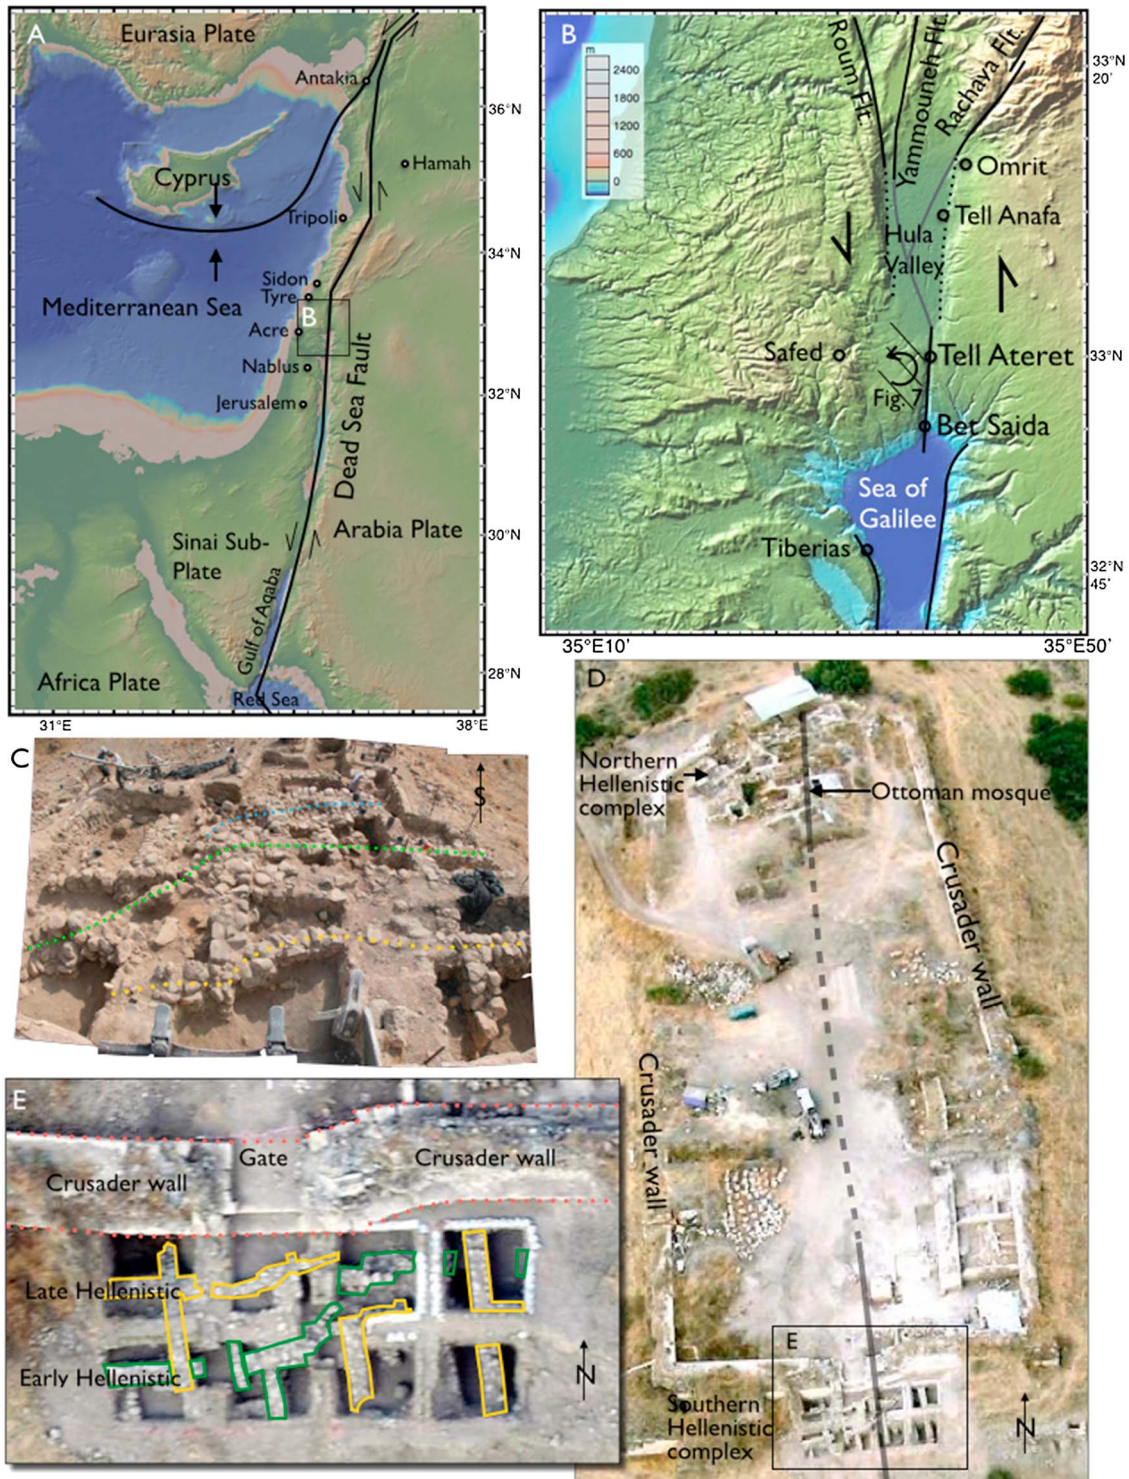 A
Eurasia Plate
Antakia
36°N
Hamah
Cyprus
Tripoli
34°N
Sidon
Mediterranean Sea
Tyre
B
Acre
Nablus
32°N
Jerusalem
Dead Sea Fault
Sinai Sub-
Plate
Arabia Plate
30°N
Gulf of Aqaba
Africa Plate
28°N
Red Sea
31°E
38°E
B
m
2400
1800
1200
600
0
Roum Flt.
Yammouneh Flt.
Rachaya Flt.
33°N
20'
Omrit
Tell Anafa
Hula
Valley
Safed
Tell Ateret
33°N
Fig. 7
Bet Saida
Sea of
Galilee
Tiberias
32°N
45'
35°E10'
35°E50'
C
S
D
Northern
Hellenistic
complex
Ottoman mosque
Crusader wall
Crusader wall
E
Southern
Hellenistic
complex
N
E
Gate
Crusader wall
Crusader wall
Late Hellenistic
Early Hellenistic
N